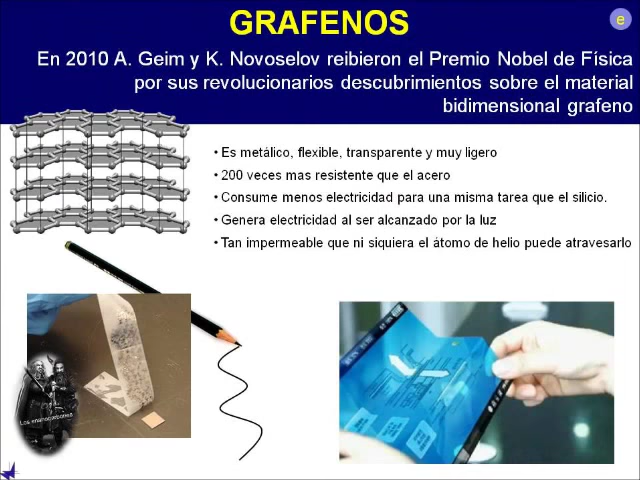 GRAFENOS
e
En 2010 A. Geim y K. Novoselov reibieron el Premio Nobel de Física
por sus revolucionarios descubrimientos sobre el material
bidimensional grafeno
• Es metálico, flexible, transparente y muy ligero
• 200 veces mas resistente que el acero
• Consume menos electricidad para una misma tarea que el silicio.
• Genera electricidad al ser alcanzado por la luz
• Tan impermeable que ni siquiera el átomo de helio puede atravesarlo